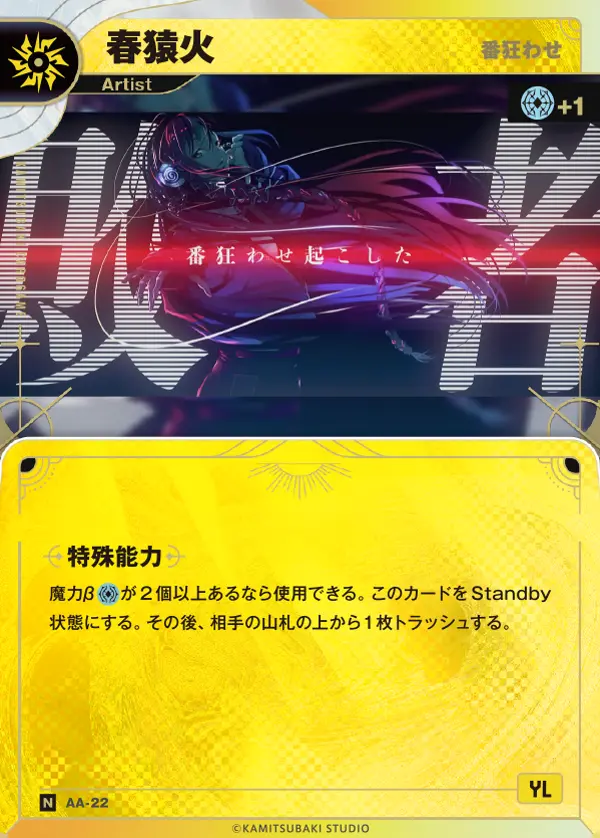 春猿火
番狂わせ
Artist
+1
敗者
番狂わせ起こした
特殊能力
魔力βが2個以上あるなら使用できる。このカードをStandby
状態にする。その後、相手の山札の上から1枚トラッシュする。
YL
N AA-22
©KAMITSUBAKI STUDIO